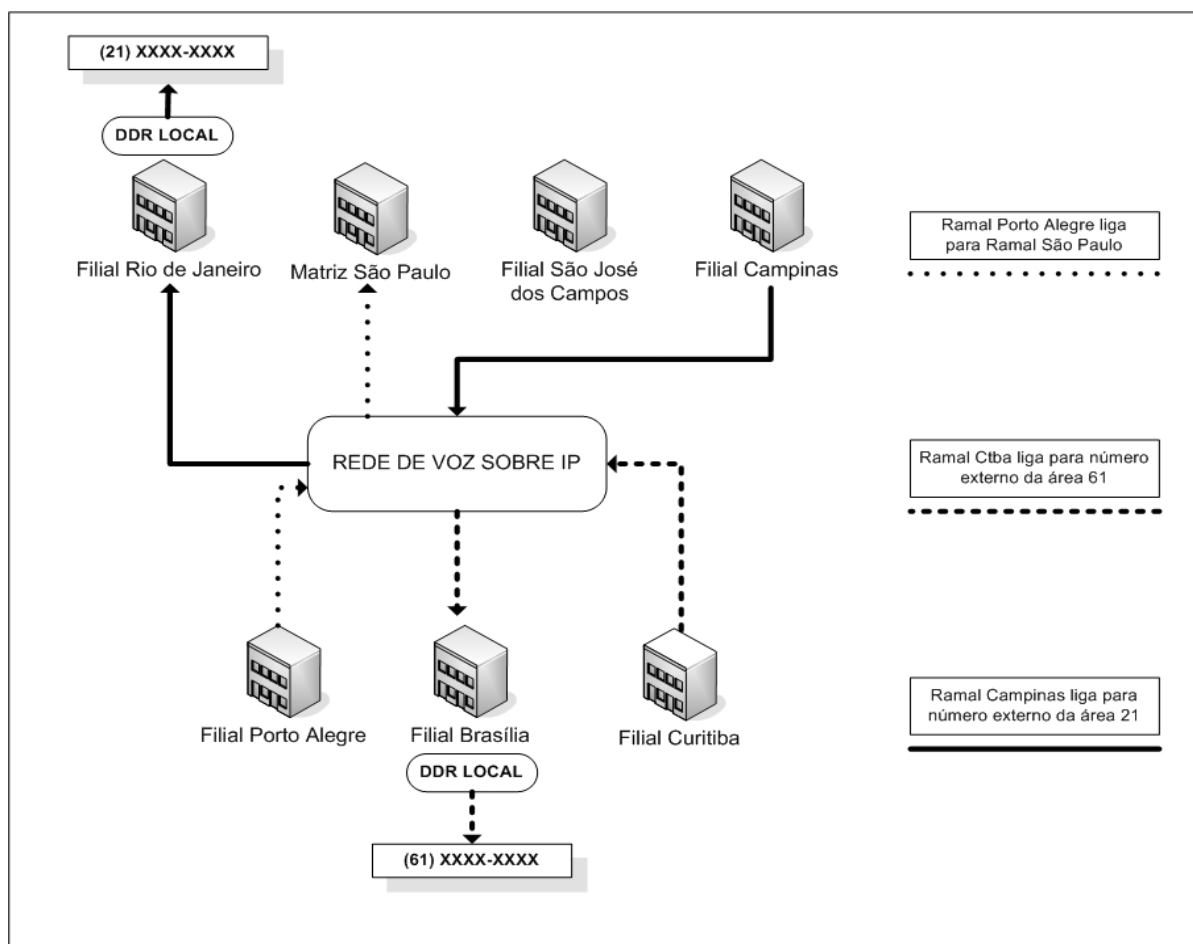 (21) XXXX-XXXX
DDR LOCAL
Filial Rio de Janeiro
Matriz São Paulo
Filial São José
dos Campos
Filial Campinas
Ramal Porto Alegre liga
para Ramal São Paulo
REDE DE VOZ SOBRE IP
Ramal Ctba liga para número
externo da área 61
Filial Porto Alegre
Filial Brasília
Filial Curitiba
Ramal Campinas liga para
número externo da área 21
DDR LOCAL
(61) XXXX-XXXX